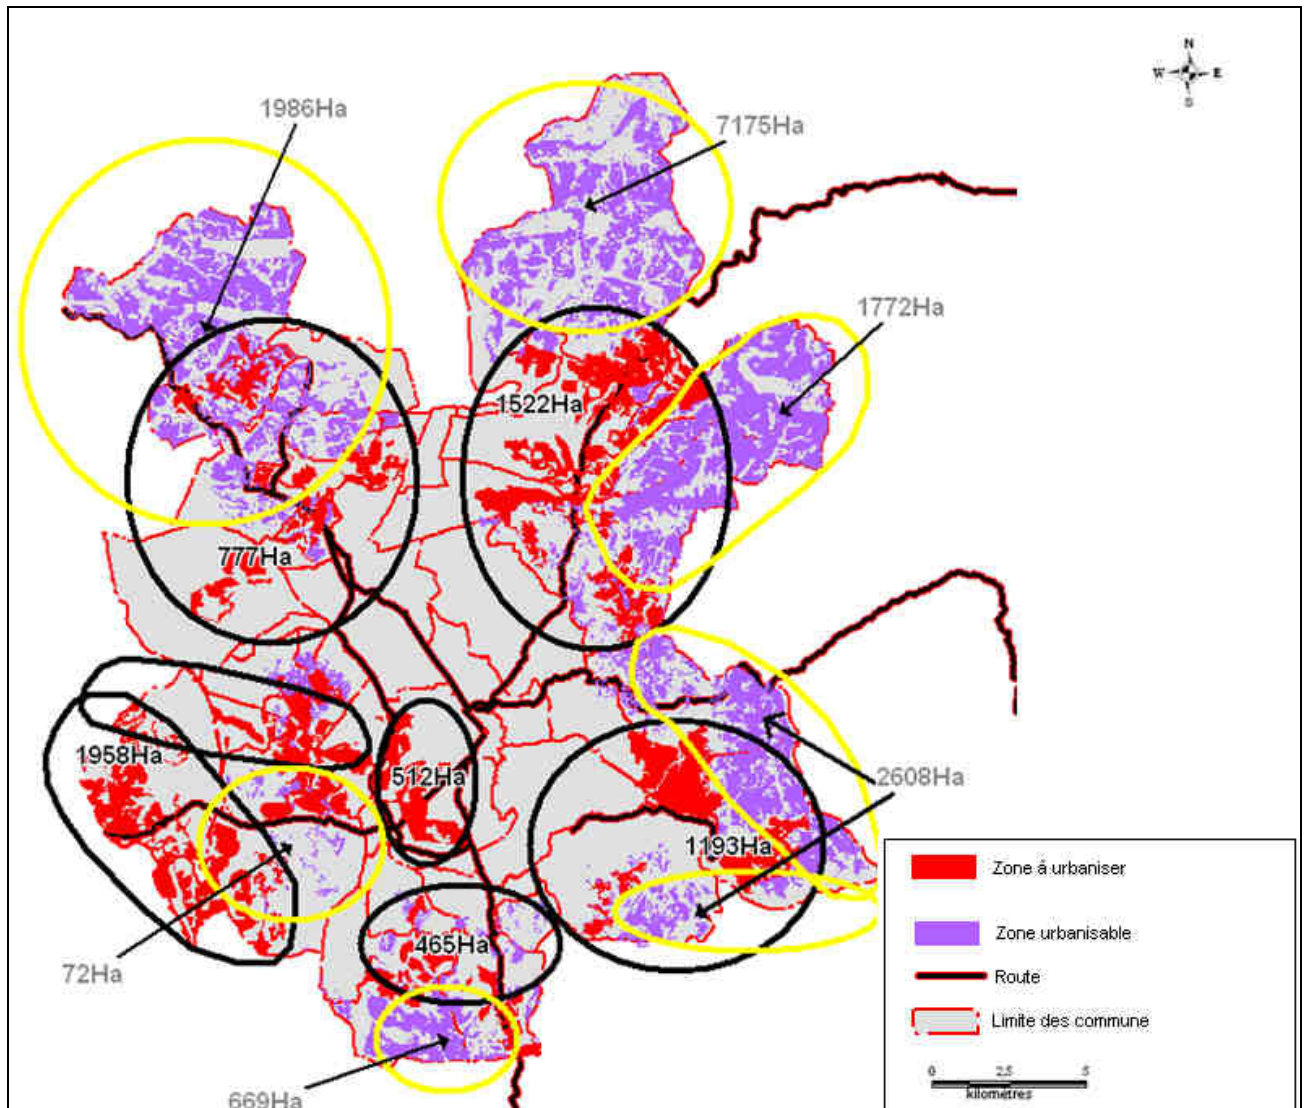 N
W E
S
1986Ha
7175Ha
1772Ha
1522Ha
777Ha
1958Ha
512Ha
2608Ha
1193Ha
465Ha
72Ha
669Ha
Zone á urbaniser
Zone urbanisable
Route
Limite des commune
0 2,5 5
kilométres